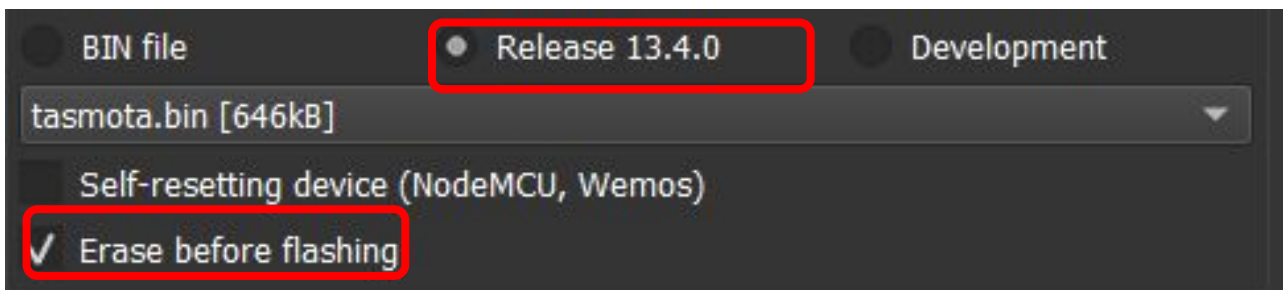 BIN file Release 13.4.0 Development
tasmota.bin [646kB]
Self-resetting device (NodeMCU, Wemos)
Erase before flashing